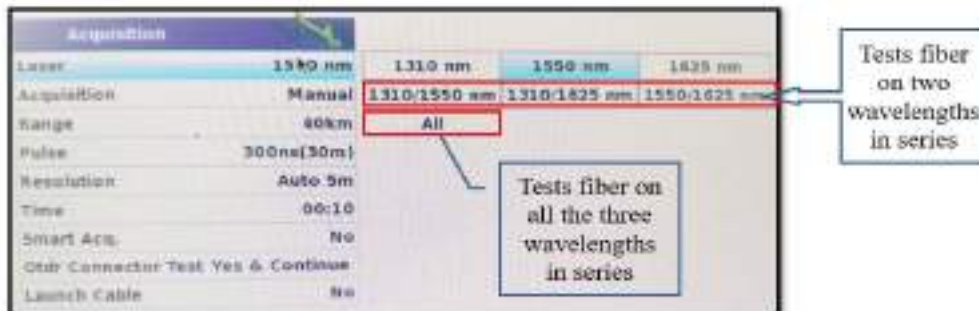 Acquisition
Laser 1550 nm 1310 nm 1550 nm 1625 nm
Acquisition Manual 1310/1550 nm 1310/1625 nm 1550/1625 nm
Range 40km All
Pulse 300ns(30m)
Resolution Auto 5m
Time 00:10
Smart Acq. No
Otdr Connector Test Yes & Continue
Launch Cable No
Tests fiber
on two
wavelengths
in series
Tests fiber on
all the three
wavelengths
in series